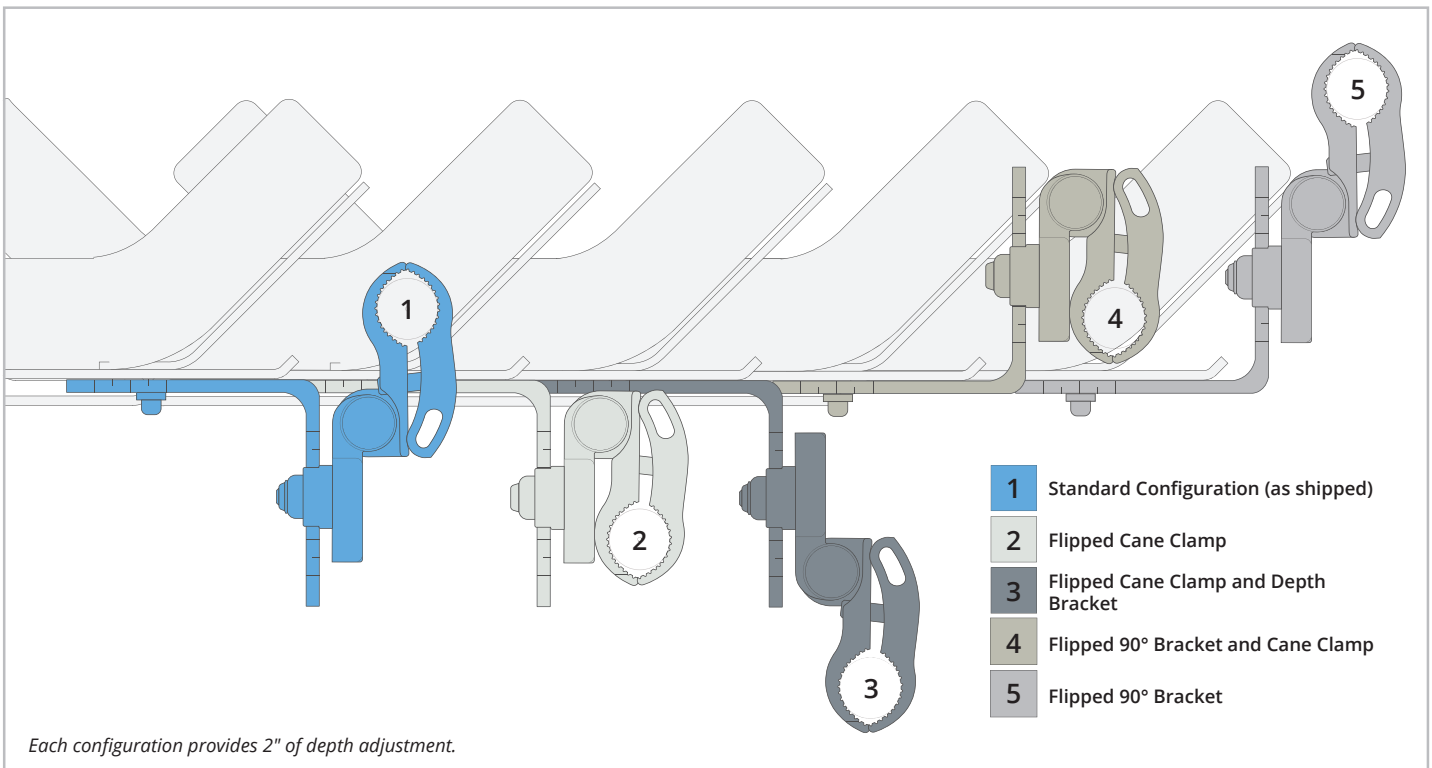 5
1
4
2
3
1 Standard Configuration (as shipped)
2 Flipped Cane Clamp
3 Flipped Cane Clamp and Depth
Bracket
4 Flipped 90° Bracket and Cane Clamp
5 Flipped 90° Bracket
Each configuration provides 2" of depth adjustment.